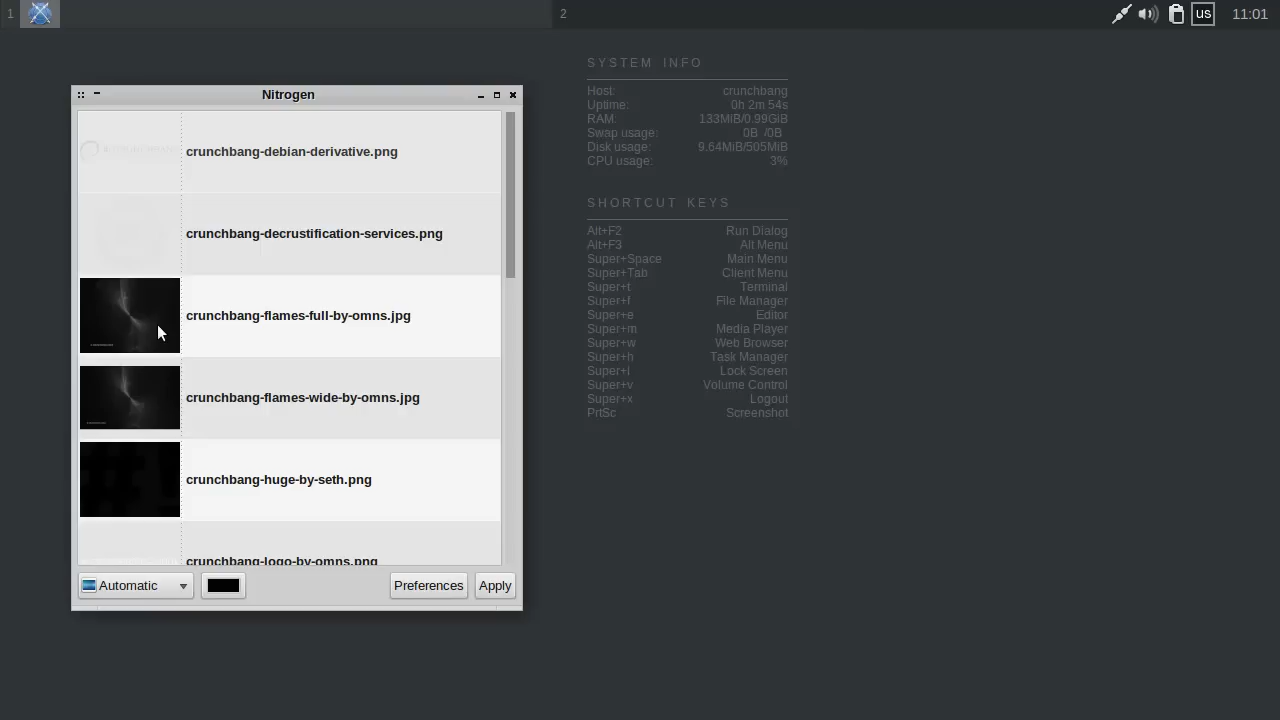 1
2
us
11:01
Nitrogen
crunchbang-debian-derivative.png
crunchbang-decrustification-services.png
crunchbang-flames-full-by-omns.jpg
crunchbang-flames-wide-by-omns.jpg
crunchbang-huge-by-seth.png
crunchbang-logo-by-omns.png
Automatic
Preferences
Apply
SYSTEM INFO
Host: crunchbang
Uptime: 0h 2m 54s
RAM: 133MiB/0.99GiB
Swap usage: 0B /0B
Disk usage: 9.64MiB/505MiB
CPU usage: 3%
SHORTCUT KEYS
Alt+F2 Run Dialog
Alt+F3 Alt Menu
Super+Space Main Menu
Super+Tab Client Menu
Super+t Terminal
Super+f File Manager
Super+e Editor
Super+m Media Player
Super+w Web Browser
Super+h Task Manager
Super+l Lock Screen
Super+v Volume Control
Super+x Logout
PrtSc Screenshot